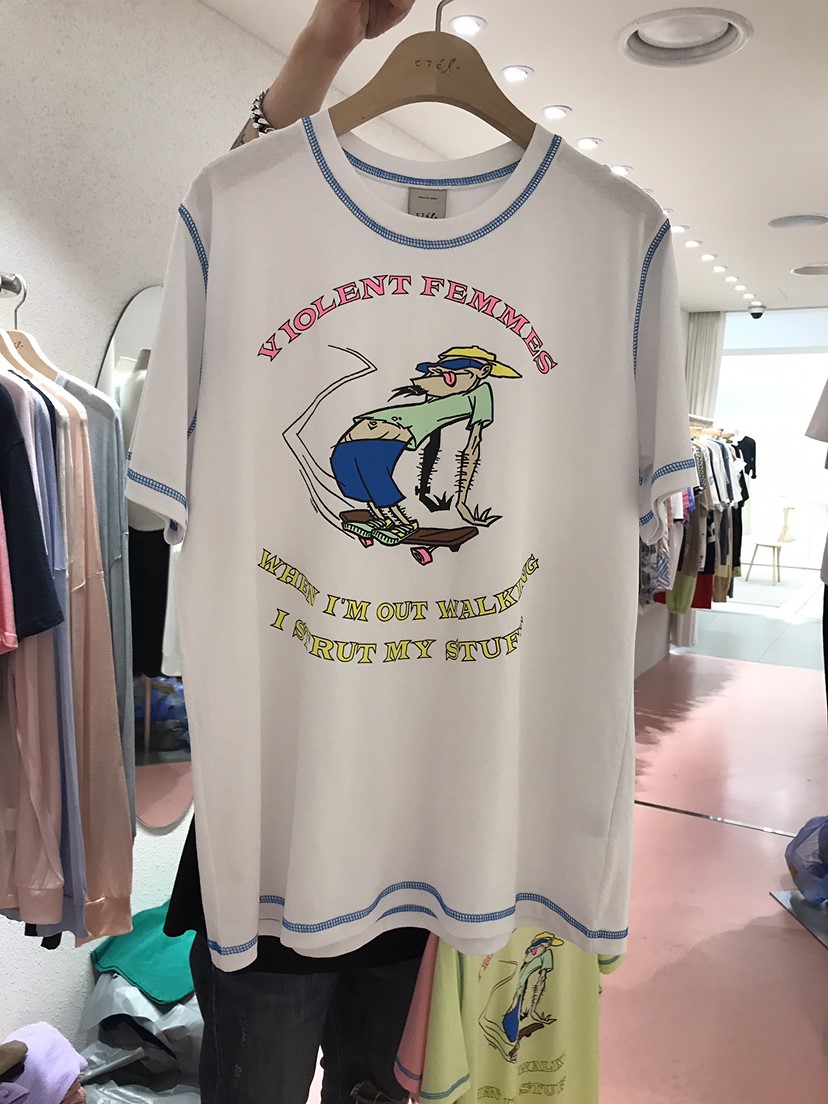 VIOLENT FEMMES
WHEN I'M OUT WALKING
I STRUT MY STUFF